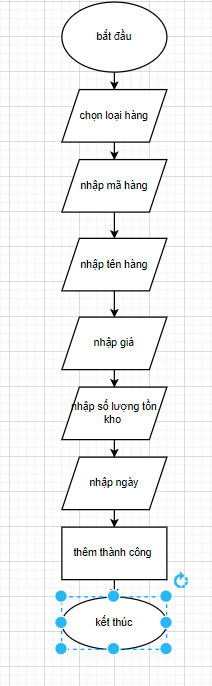 bắt đầu
chọn loại hàng
nhập mã hàng
nhập tên hàng
nhập giá
nhập số lượng tồn
kho
nhập ngày
thêm thành công
kết thúc